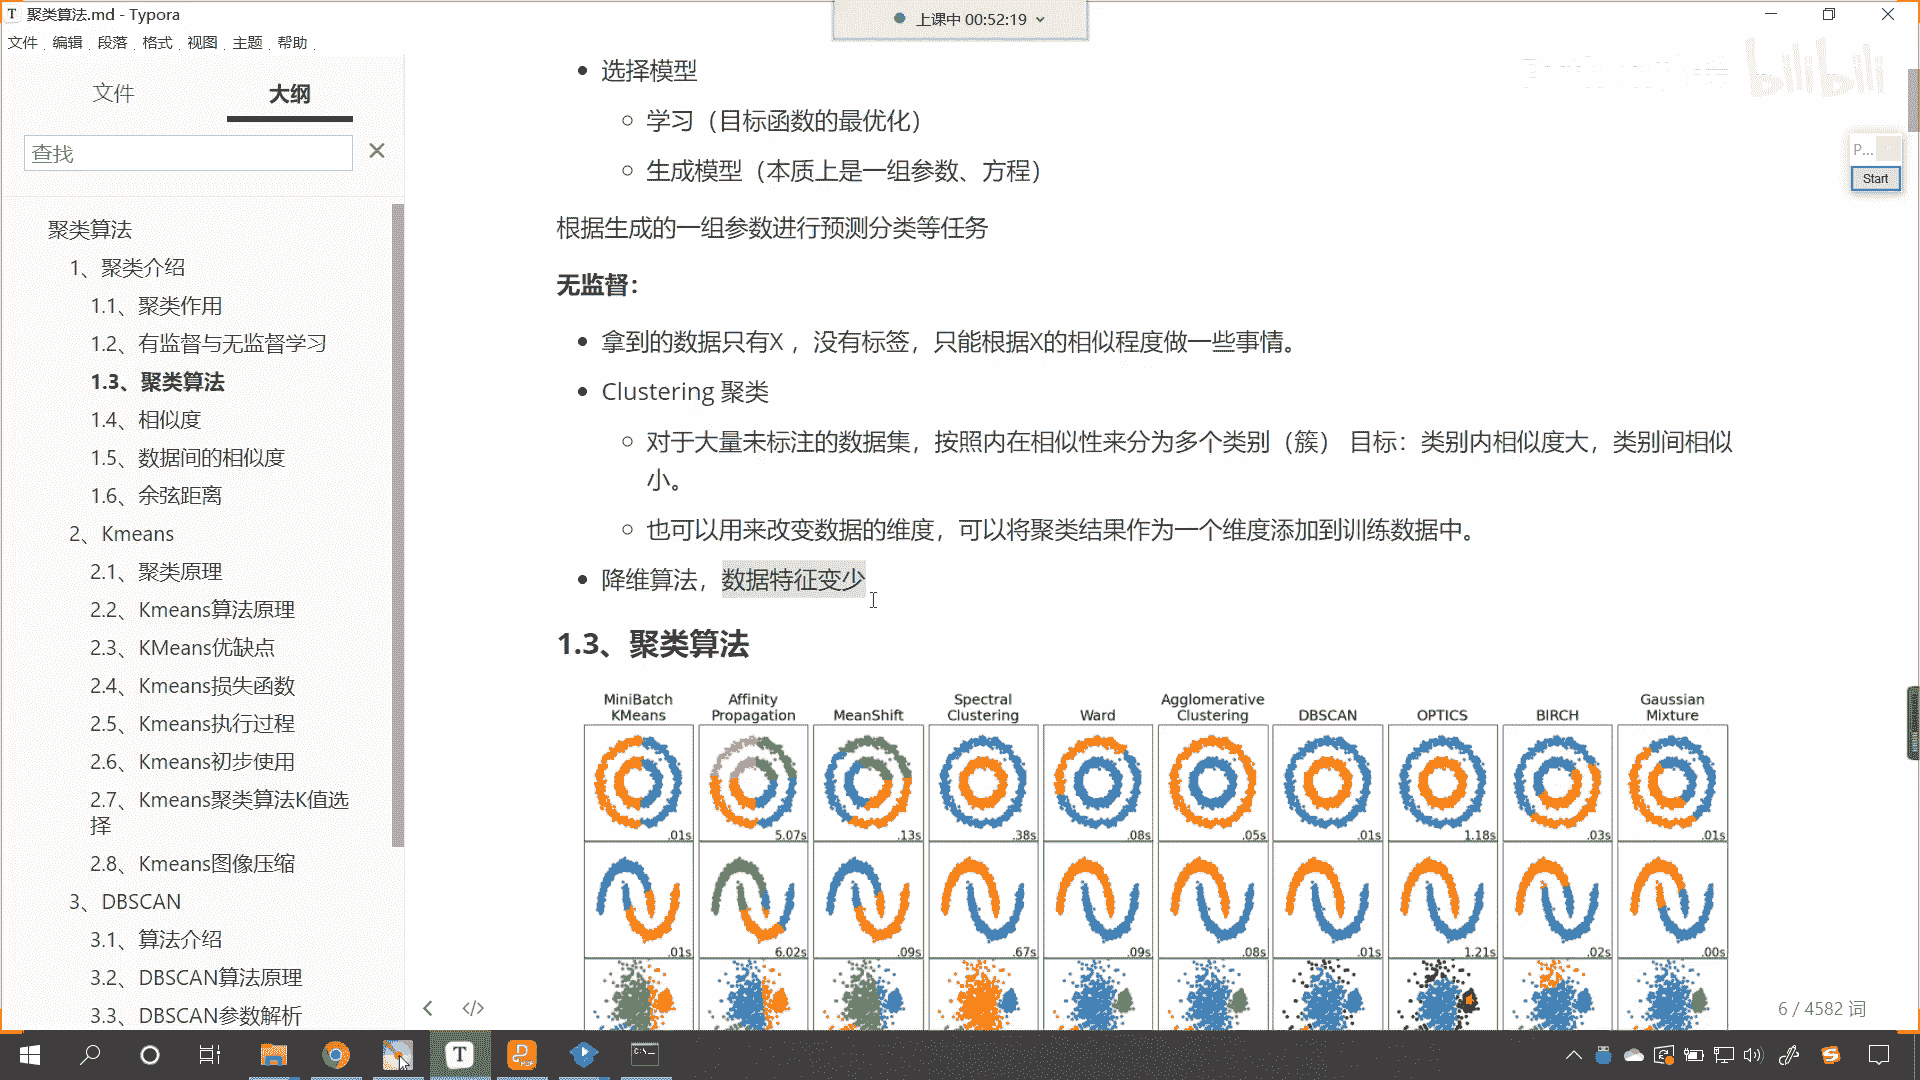 聚类算法.md - Typora
上课中 00:52:19
文件 编辑 段落 格式 视图 主题 帮助
文件
大纲
查找
聚类算法
1、聚类介绍
1.1、聚类作用
1.2、有监督与无监督学习
1.3、聚类算法
1.4、相似度
1.5、数据间的相似度
1.6、余弦距离
2、Kmeans
2.1、聚类原理
2.2、Kmeans算法原理
2.3、KMeans优缺点
2.4、Kmeans损失函数
2.5、Kmeans执行过程
2.6、Kmeans初步使用
2.7、Kmeans聚类算法K值选
择
2.8、Kmeans图像压缩
3、DBSCAN
3.1、算法介绍
3.2、DBSCAN算法原理
3.3、DBSCAN参数解析
选择模型
学习（目标函数的最优化）
生成模型（本质上是一组参数、方程）
根据生成的一组参数进行预测分类等任务
无监督：
拿到的数据只有X ，没有标签，只能根据X的相似程度做一些事情。
Clustering 聚类
对于大量未标注的数据集，按照内在相似性来分为多个类别（簇） 目标：类别内相似度大，类别间相似
小。
也可以用来改变数据的维度，可以将聚类结果作为一个维度添加到训练数据中。
降维算法，数据特征变少
1.3、聚类算法
MiniBatch
KMeans
Affinity
Propagation
MeanShift
Spectral
Clustering
Ward
Agglomerative
Clustering
DBSCAN
OPTICS
BIRCH
Gaussian
Mixture
.01s 5.07s .13s .38s .08s .05s .01s 1.18s .03s .01s
.01s 6.02s .09s .67s .09s .08s .01s 1.21s .02s .00s
6 / 4582 词
bilibili
P...
Start